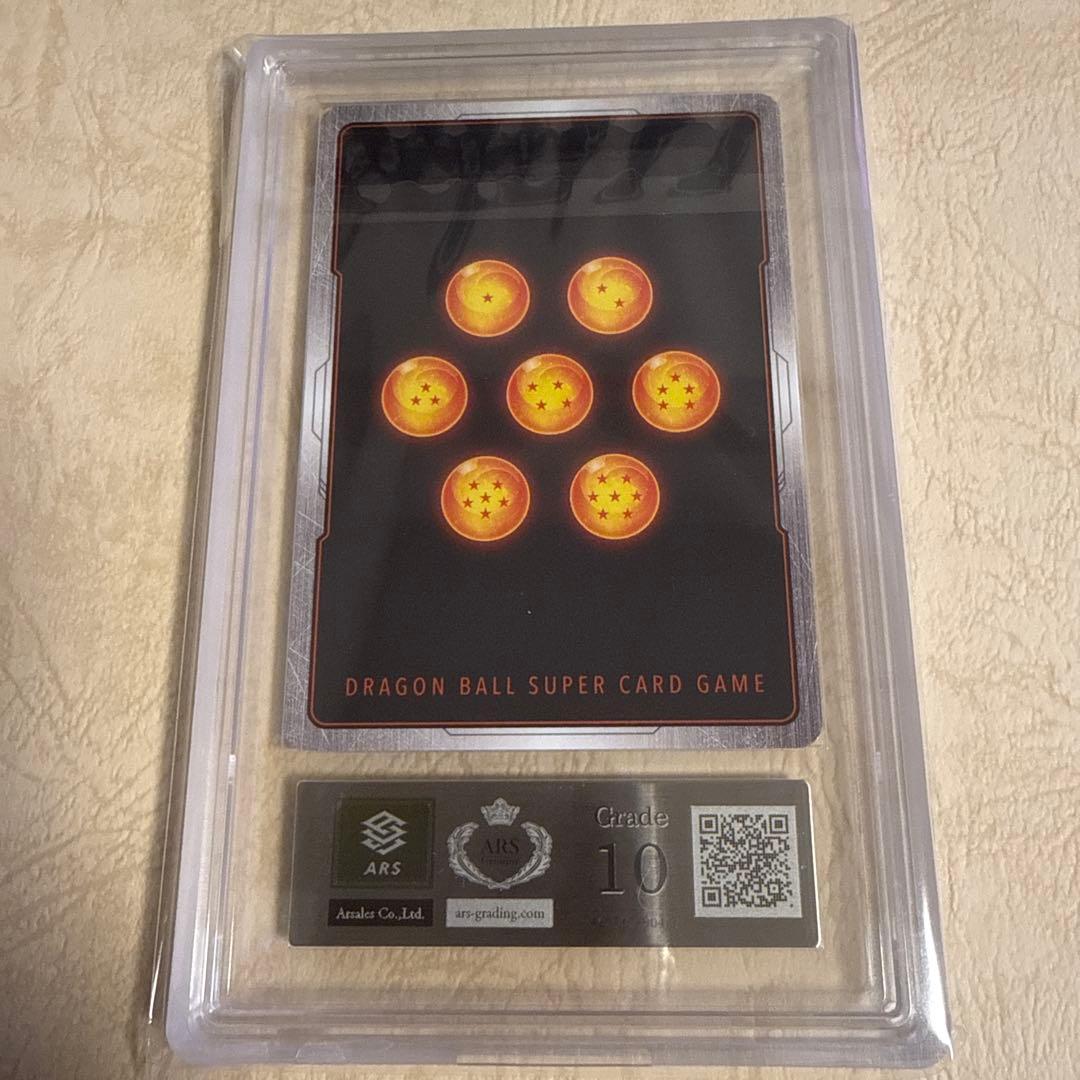 DRAGON BALL SUPER CARD GAME
ARS
Arsales Co.,Ltd.
ARS
ars-grading.com
Grade
10